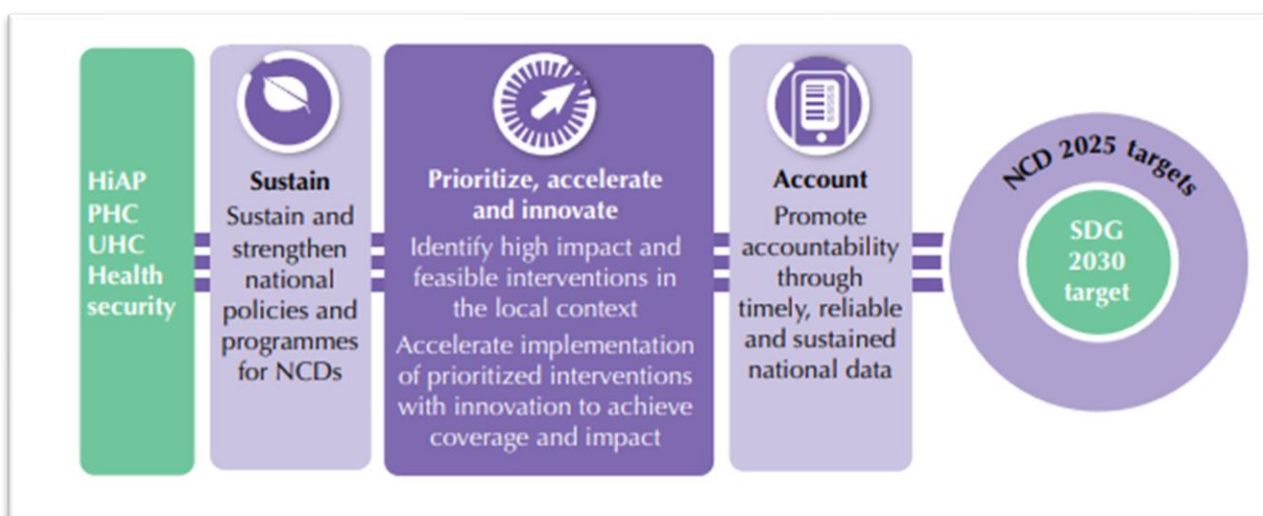 HiAP
PHC
UHC
Health
security
Sustain
Sustain and
strengthen
national
policies and
programmes
for NCDs
Prioritize, accelerate
and innovate
Identify high impact and
feasible interventions in
the local context
Accelerate implementation
of prioritized interventions
with innovation to achieve
coverage and impact
Account
Promote
accountability
through
timely, reliable
and sustained
national data
NCD 2025 targets
SDG
2030
target